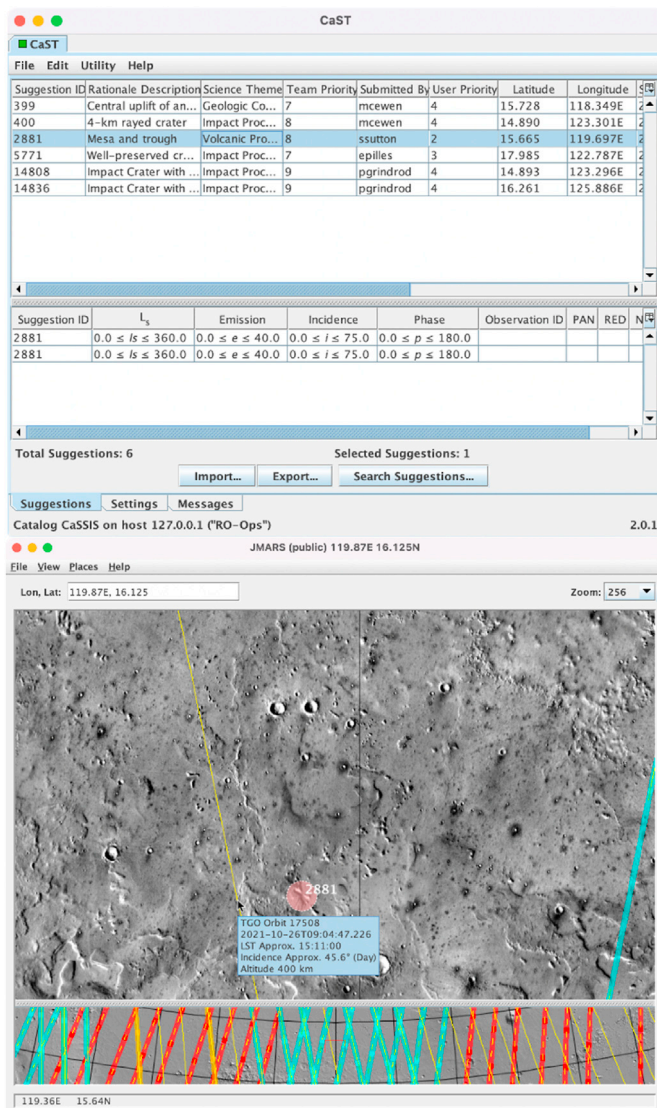 CaST
CaST
File Edit Utility Help
Suggestion ID Rationale Description Science Theme Team Priority Submitted By User Priority Latitude Longitude S
399 Central uplift of an... Geologic Co... 7 mcewen 4 15.728 118.349E 2
400 4-km rayed crater Impact Proc... 8 mcewen 4 14.890 123.301E 2
2881 Mesa and trough Volcanic Pro... 8 ssutton 2 15.665 119.697E 2
5771 Well-preserved cr... Impact Proc... 7 epilles 3 17.985 122.787E 2
14808 Impact Crater with ... Impact Proc... 9 pgrindrod 4 14.893 123.296E 2
14836 Impact Crater with ... Impact Proc... 9 pgrindrod 4 16.261 125.886E 2
Suggestion ID Ls Emission Incidence Phase Observation ID PAN RED N
2881 0.0 ≤ ls ≤ 360.0 0.0 ≤ e ≤ 40.0 0.0 ≤ i ≤ 75.0 0.0 ≤ p ≤ 180.0
2881 0.0 ≤ ls ≤ 360.0 0.0 ≤ e ≤ 40.0 0.0 ≤ i ≤ 75.0 0.0 ≤ p ≤ 180.0
Total Suggestions: 6 Selected Suggestions: 1
Import... Export... Search Suggestions...
Suggestions Settings Messages
Catalog CaSSIS on host 127.0.0.1 ("RO-Ops") 2.0.1
JMARS (public) 119.87E 16.125N
File View Places Help
Lon, Lat: 119.87E, 16.125 Zoom: 256
2881
TGO Orbit 17508
2021-10-26T09:04:47.226
LST Approx. 15:11:00
Incidence Approx. 45.6° (Day)
Altitude 400 km
119.36E 15.64N